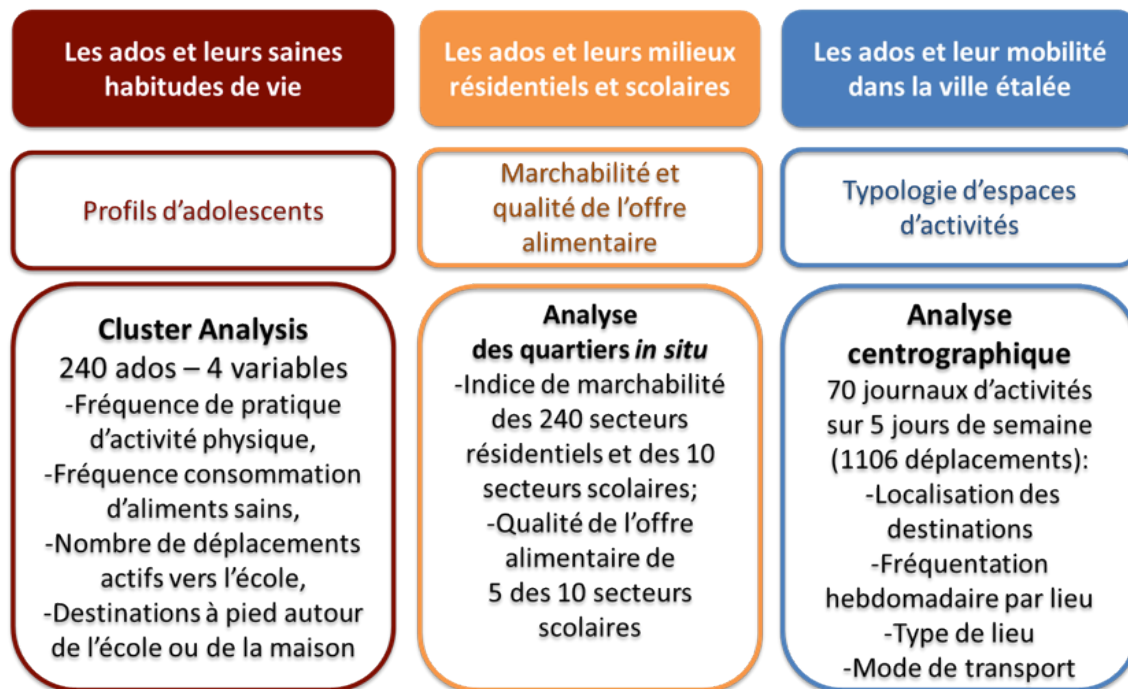 Les ados et leurs saines
habitudes de vie
Profils d'adolescents
Cluster Analysis
240 ados – 4 variables
-Fréquence de pratique
d'activité physique,
-Fréquence consommation
d'aliments sains,
-Nombre de déplacements
actifs vers l'école,
-Destinations à pied autour
de l'école ou de la maison
Les ados et leurs milieux
résidentiels et scolaires
Marchabilité et
qualité de l'offre
alimentaire
Analyse
des quartiers in situ
-Indice de marchabilité
des 240 secteurs
résidentiels et des 10
secteurs scolaires;
-Qualité de l'offre
alimentaire de
5 des 10 secteurs
scolaires
Les ados et leur mobilité
dans la ville étalée
Typologie d'espaces
d'activités
Analyse
centrographique
70 journaux d'activités
sur 5 jours de semaine
(1106 déplacements):
-Localisation des
destinations
-Fréquentation
hebdomadaire par lieu
-Type de lieu
-Mode de transport